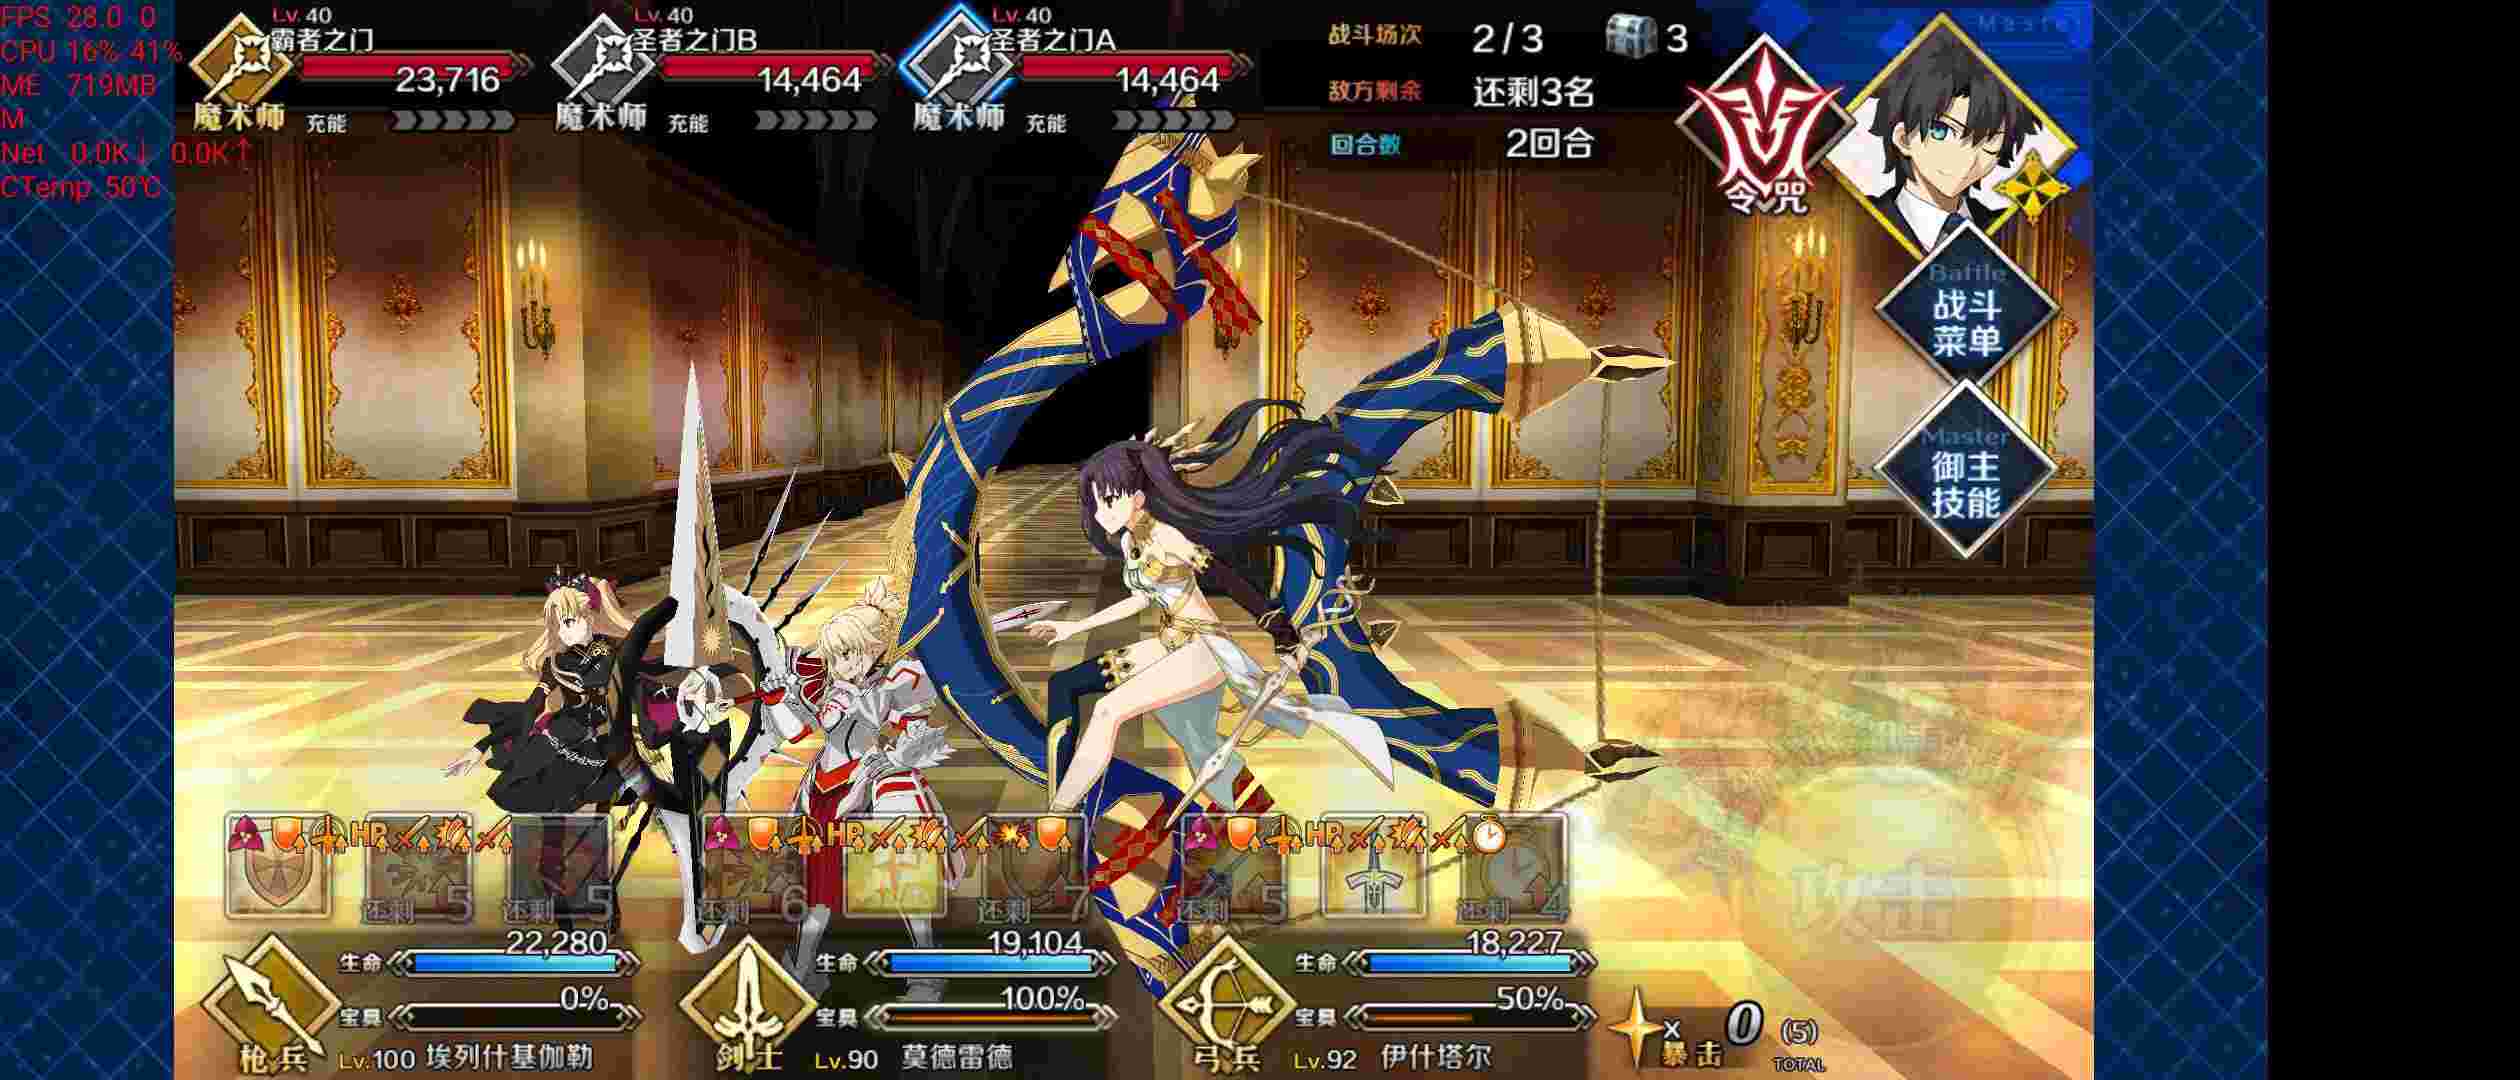 FPS 28.0 0
CPU 16% 41%
ME 719MB
M
Net 0.0K↓ 0.0K↑
CTemp 50℃
Lv.40
霸者之门
23,716
魔术师 充能
Lv.40
圣者之门B
14,464
魔术师 充能
Lv.40
圣者之门A
14,464
魔术师 充能
战斗场次 2/3 3
敌方剩余 还剩3名
回合数 2回合
令咒
Master
Battle
战斗
菜单
Master
御主
技能
攻击
HP HP HP
还剩 5 还剩 5 还剩 6 还剩 7 还剩 5 还剩 4
生命 22,280
宝具 0%
枪兵 Lv.100 埃列什基伽勒
生命 19,104
宝具 100%
剑士 Lv.90 莫德雷德
生命 18,227
宝具 50%
弓兵 Lv.92 伊什塔尔
x 0 (5)
暴击 TOTAL